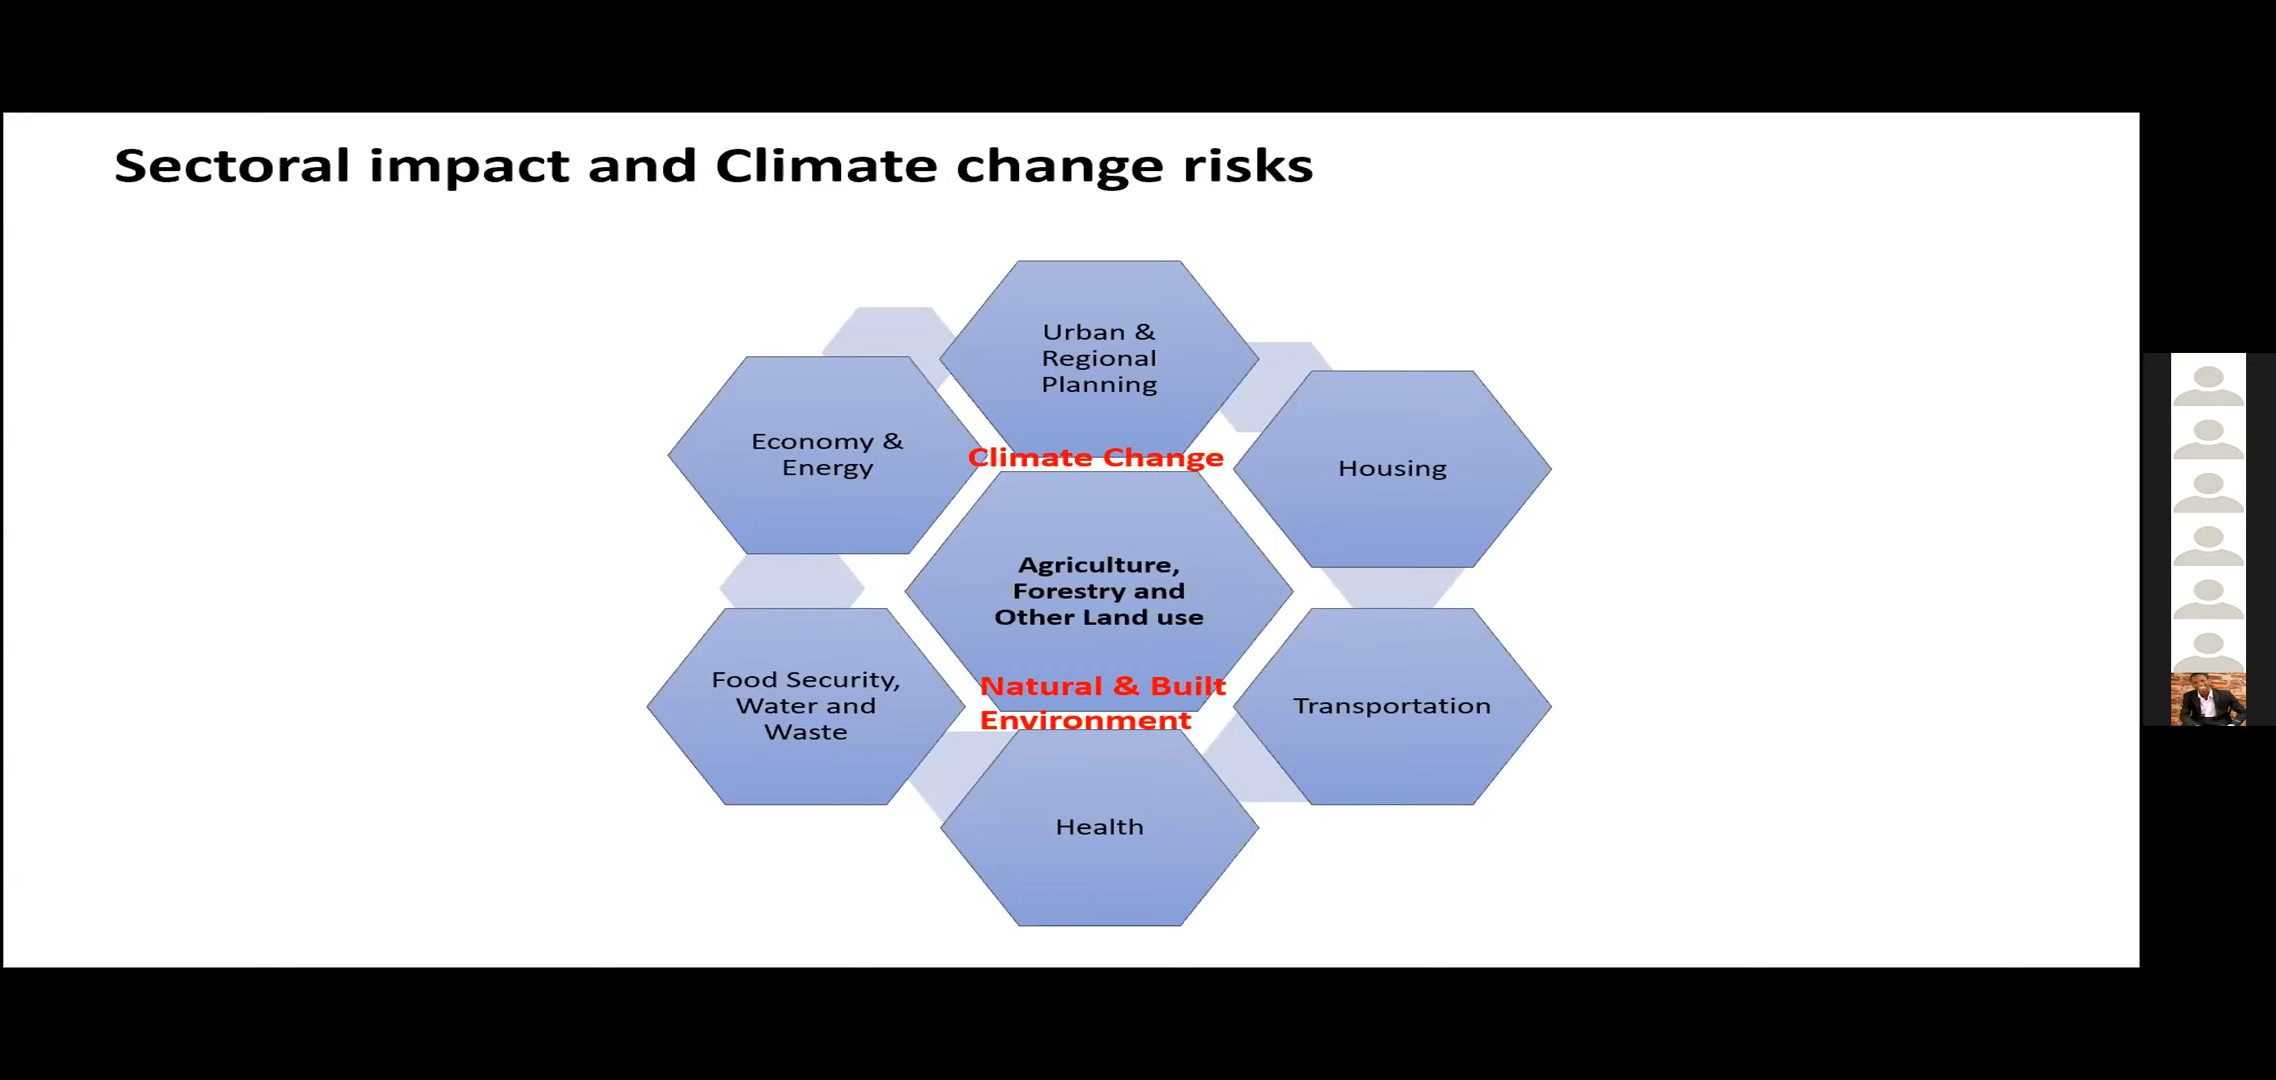 Sectoral impact and Climate change risks
Urban &
Regional
Planning
Economy &
Energy
Climate Change
Housing
Agriculture,
Forestry and
Other Land use
Natural & Built
Environment
Food Security,
Water and
Waste
Transportation
Health